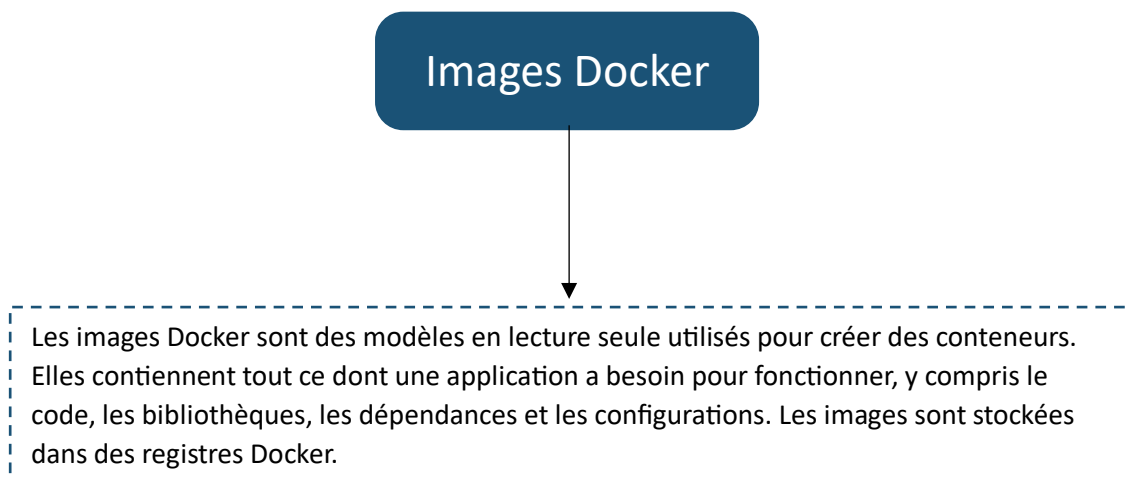 Images Docker
Les images Docker sont des modèles en lecture seule utilisés pour créer des conteneurs.
Elles contiennent tout ce dont une application a besoin pour fonctionner, y compris le
code, les bibliothèques, les dépendances et les configurations. Les images sont stockées
dans des registres Docker.